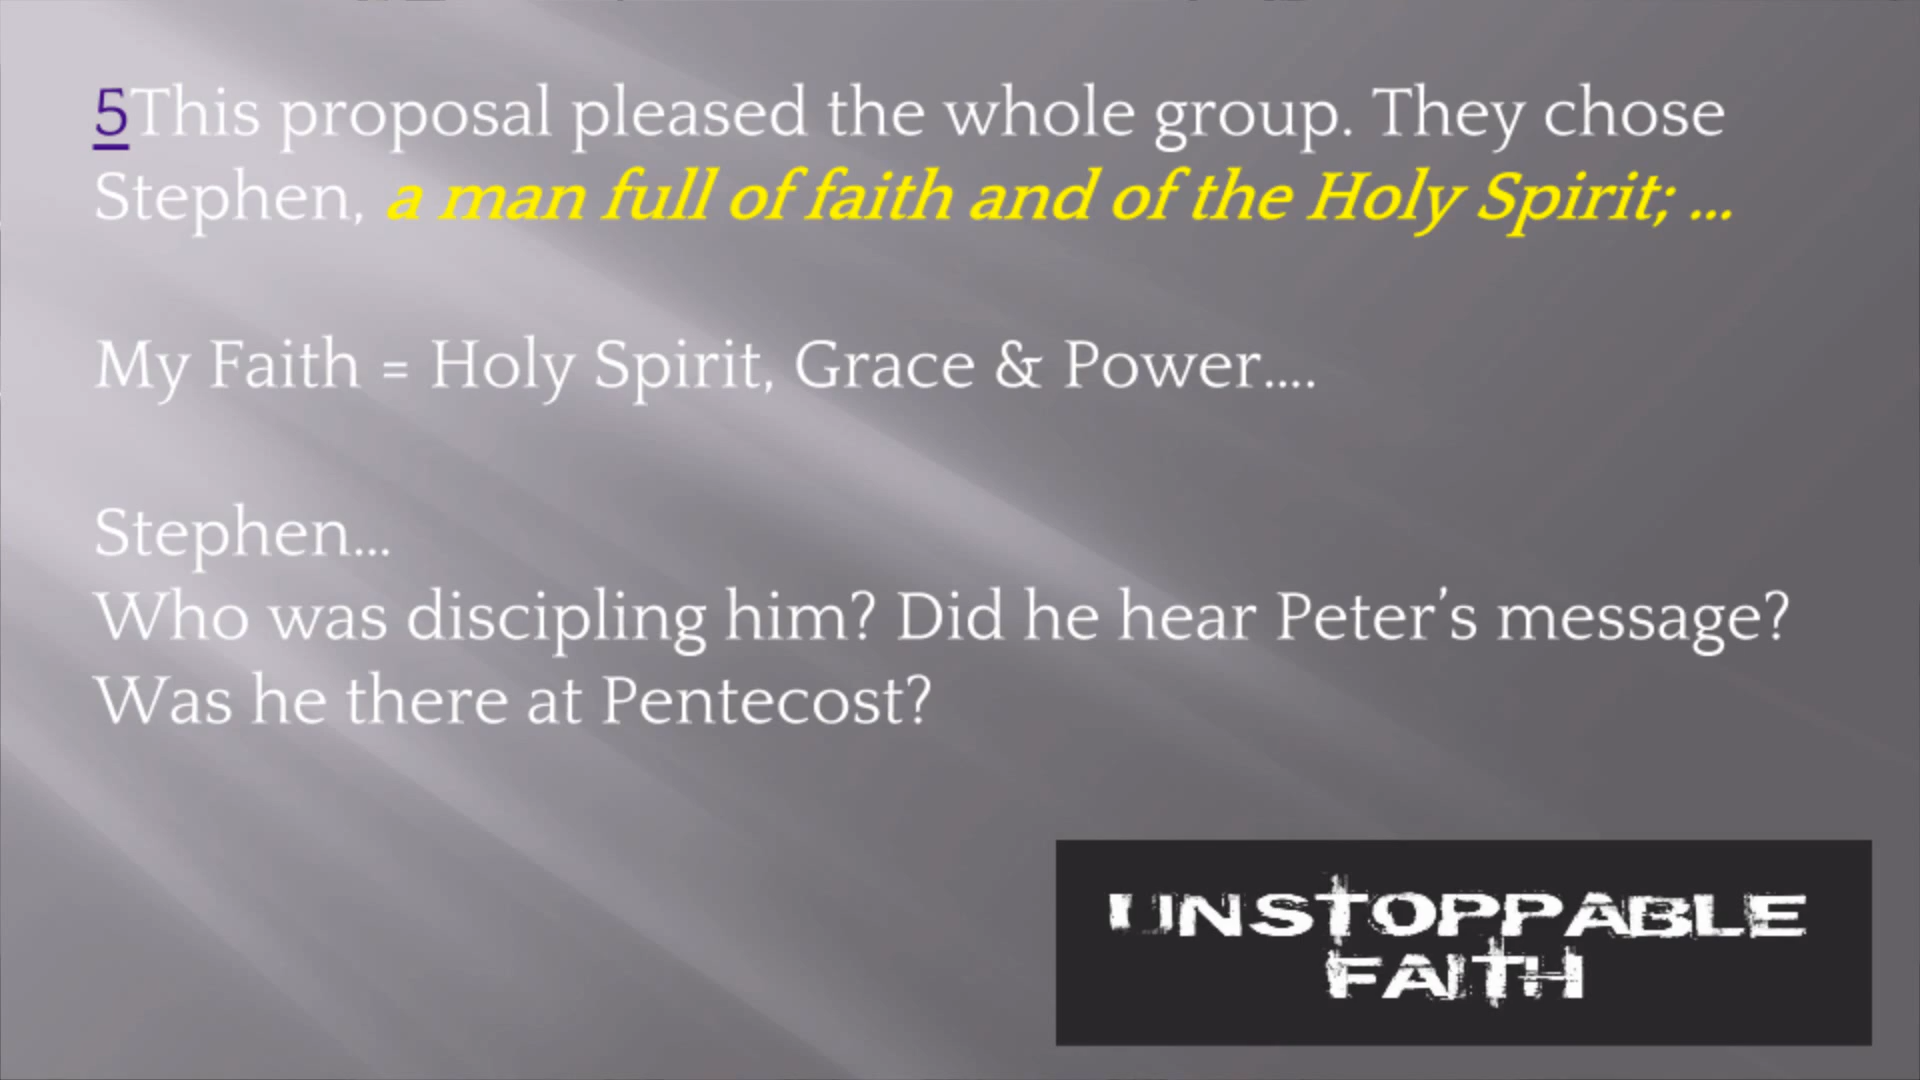 5This proposal pleased the whole group. They chose
Stephen, a man full of faith and of the Holy Spirit; ...
My Faith = Holy Spirit, Grace & Power....
Stephen...
Who was discipling him? Did he hear Peter’s message?
Was he there at Pentecost?
UNSTOPPABLE
FAITH